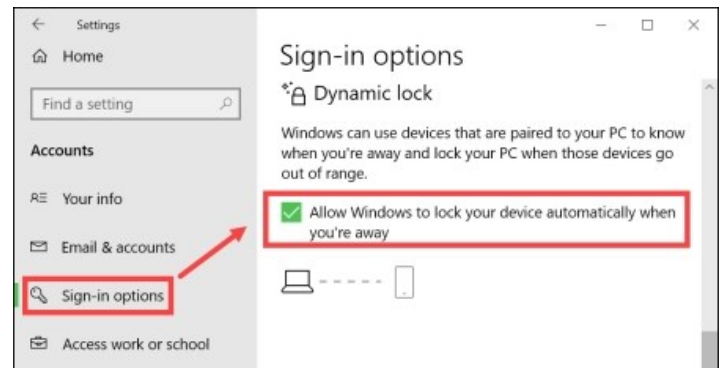 Settings
Home
Find a setting
Accounts
Your info
Email & accounts
Sign-in options
Access work or school
Sign-in options
Dynamic lock
Windows can use devices that are paired to your PC to know
when you're away and lock your PC when those devices go
out of range.
Allow Windows to lock your device automatically when
you're away